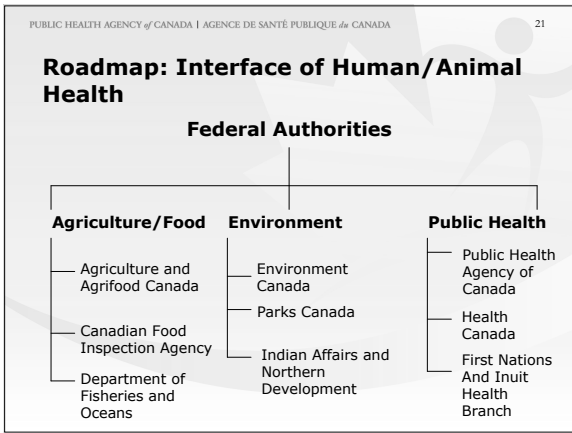 PUBLIC HEALTH AGENCY of CANADA | AGENCE DE SANTÉ PUBLIQUE du CANADA
21
Roadmap: Interface of Human/Animal
Health
Federal Authorities
Agriculture/Food
Agriculture and
Agrifood Canada
Canadian Food
Inspection Agency
Department of
Fisheries and
Oceans
Environment
Environment
Canada
Parks Canada
Indian Affairs and
Northern
Development
Public Health
Public Health
Agency of
Canada
Health
Canada
First Nations
And Inuit
Health
Branch